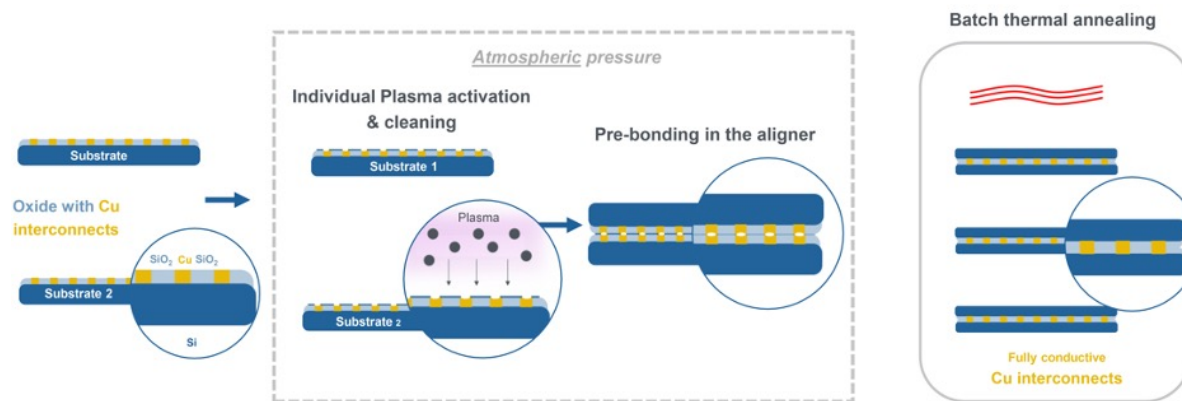 Batch thermal annealing
Atmospheric pressure
Individual Plasma activation
& cleaning
Pre-bonding in the aligner
Substrate
Substrate 1
Oxide with Cu
interconnects
Plasma
SiO₂ Cu SiO₂
Substrate 2
Si
Substrate 2
Fully conductive
Cu interconnects